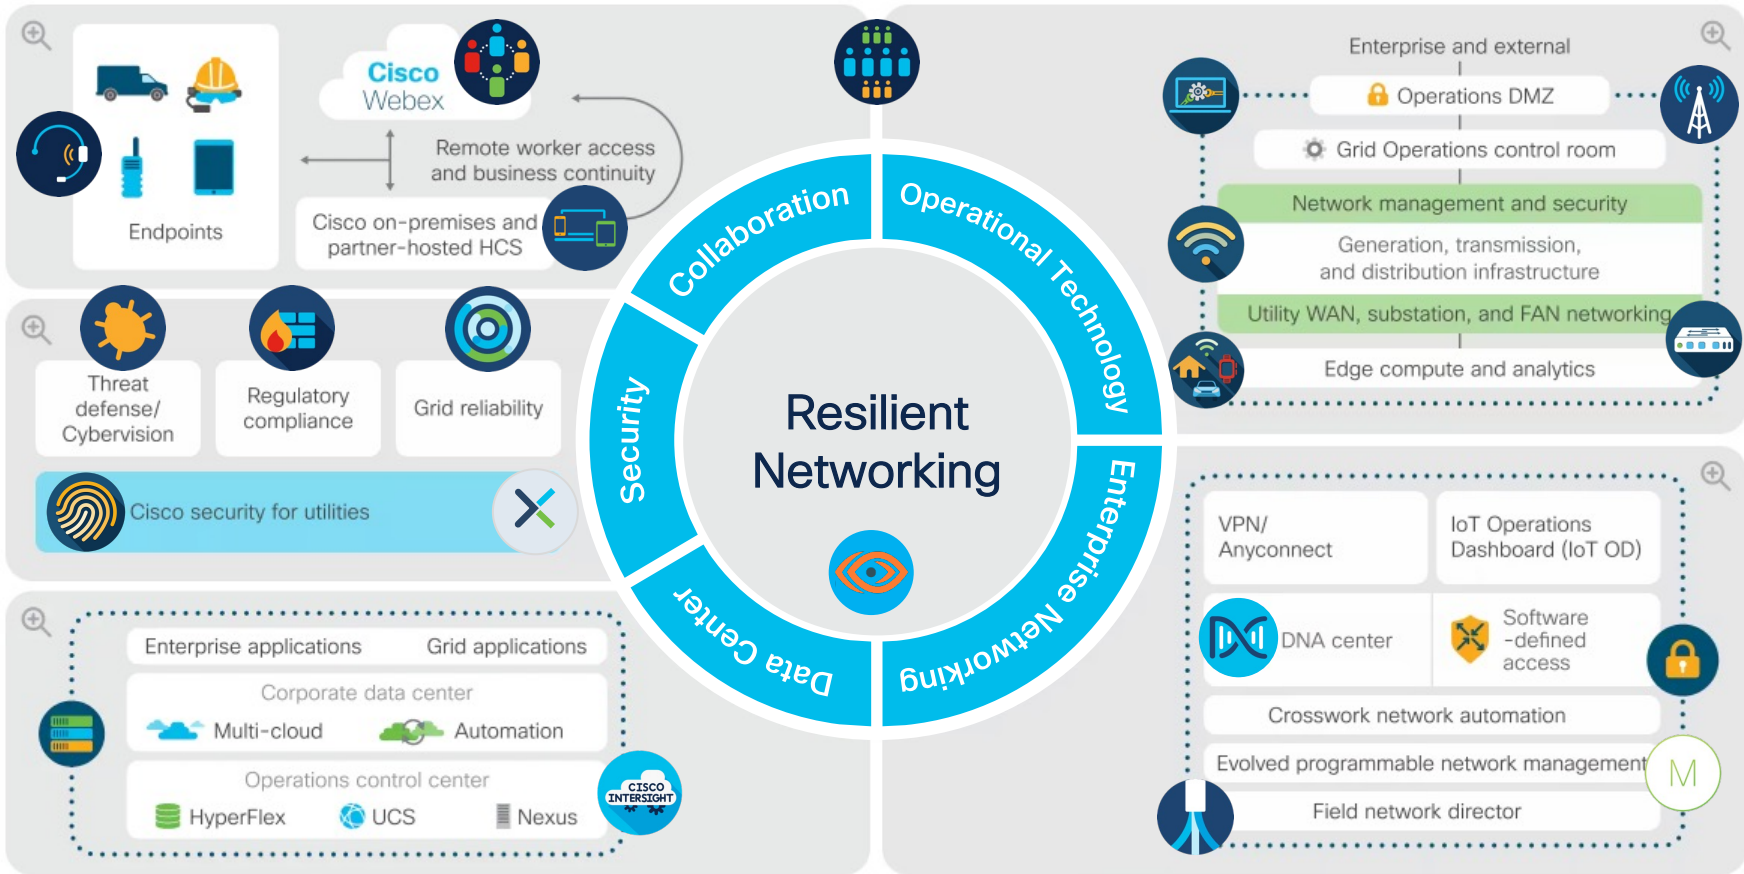 Cisco
Webex
Remote worker access
and business continuity
Endpoints
Cisco on-premises and
partner-hosted HCS
Threat
defense/
Cybervision
Regulatory
compliance
Grid reliability
Cisco security for utilities
Enterprise applications
Grid applications
Corporate data center
Multi-cloud
Automation
Operations control center
HyperFlex
UCS
Nexus
CISCO
INTERSIGHT
Collaboration
Operational Technology
Security
Data Center
Enterprise Networking
Resilient
Networking
Enterprise and external
Operations DMZ
Grid Operations control room
Network management and security
Generation, transmission,
and distribution infrastructure
Utility WAN, substation, and FAN networking
Edge compute and analytics
VPN/
Anyconnect
IoT Operations
Dashboard (IoT OD)
DNA center
Software
-defined
access
Crosswork network automation
Evolved programmable network management
M
Field network director